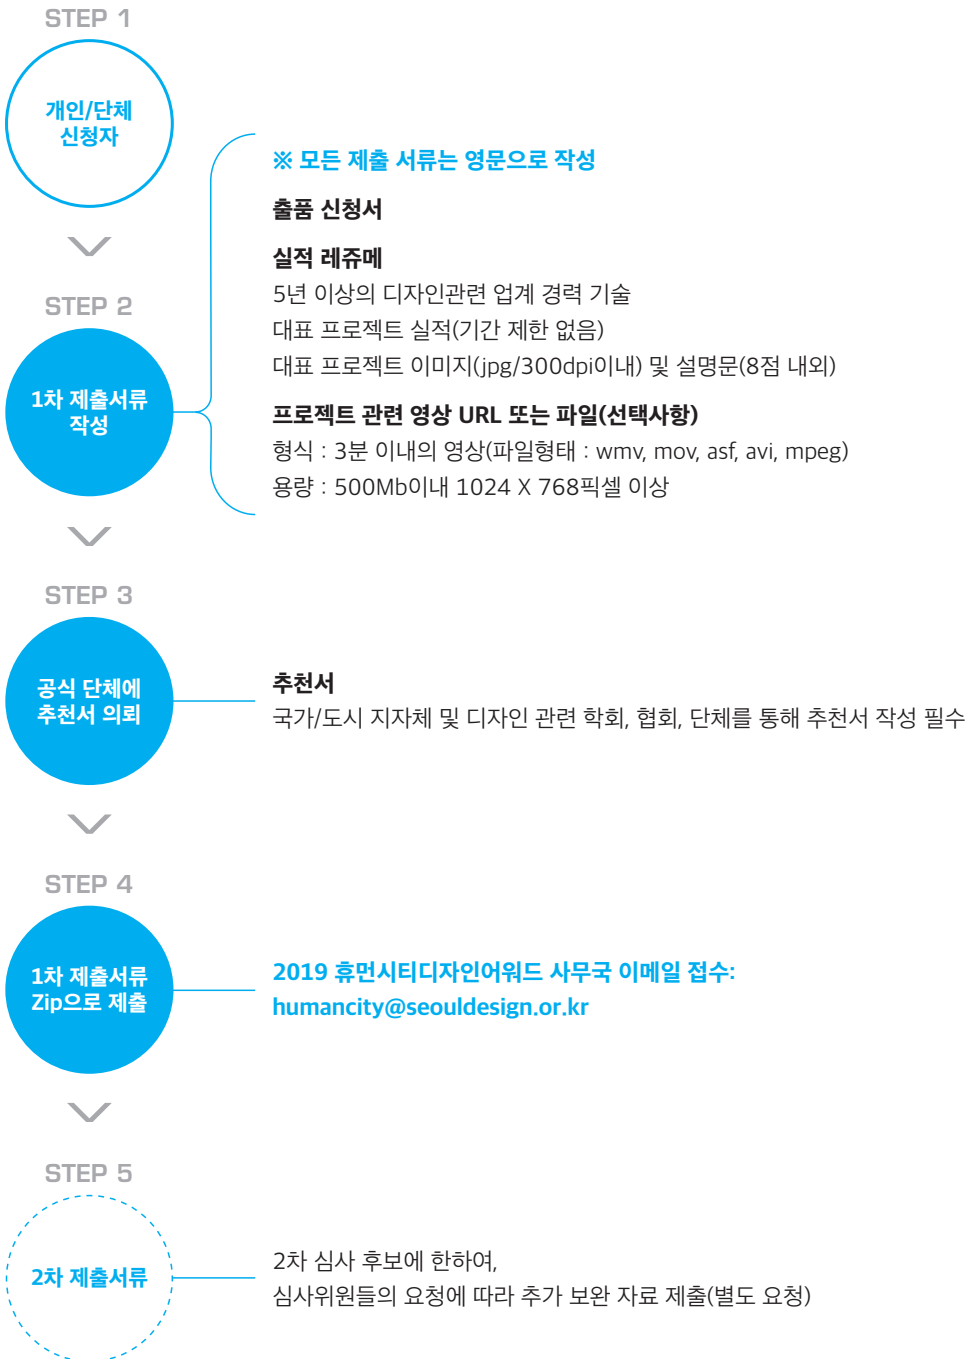 STEP 1
개인/단체
신청자
STEP 2
1차 제출서류
작성
※ 모든 제출 서류는 영문으로 작성
출품 신청서
실적 레쥬메
5년 이상의 디자인관련 업계 경력 기술
대표 프로젝트 실적(기간 제한 없음)
대표 프로젝트 이미지(jpg/300dpi이내) 및 설명문(8점 내외)
프로젝트 관련 영상 URL 또는 파일(선택사항)
형식 : 3분 이내의 영상(파일형태 : wmv, mov, asf, avi, mpeg)
용량 : 500Mb이내 1024 X 768픽셀 이상
STEP 3
공식 단체에
추천서 의뢰
추천서
국가/도시 지자체 및 디자인 관련 학회, 협회, 단체를 통해 추천서 작성 필수
STEP 4
1차 제출서류
Zip으로 제출
2019 휴먼시티디자인어워드 사무국 이메일 접수:
humancity@seouldesign.or.kr
STEP 5
2차 제출서류
2차 심사 후보에 한하여,
심사위원들의 요청에 따라 추가 보완 자료 제출(별도 요청)